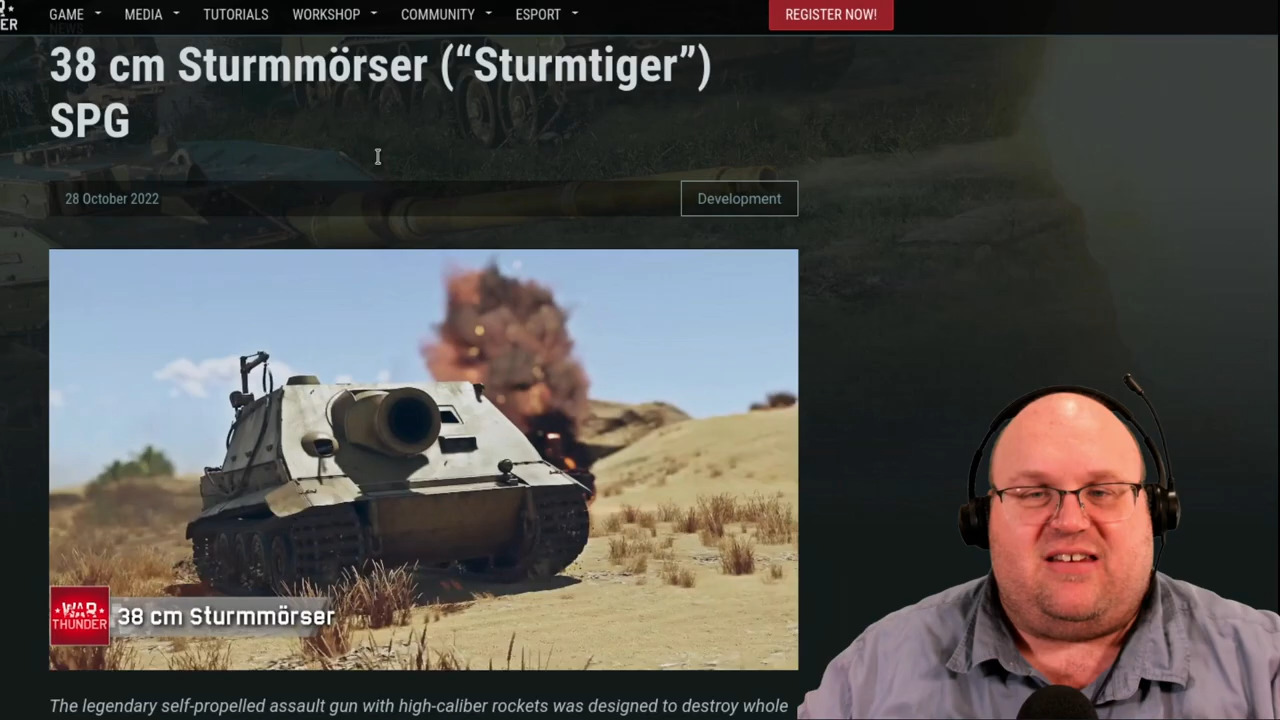 GAME MEDIA TUTORIALS WORKSHOP COMMUNITY ESPORT REGISTER NOW!
NEWS
38 cm Sturmmörser (“Sturmtiger”)
SPG
28 October 2022 Development
WAR
THUNDER
38 cm Sturmmörser
The legendary self-propelled assault gun with high-caliber rockets was designed to destroy whole